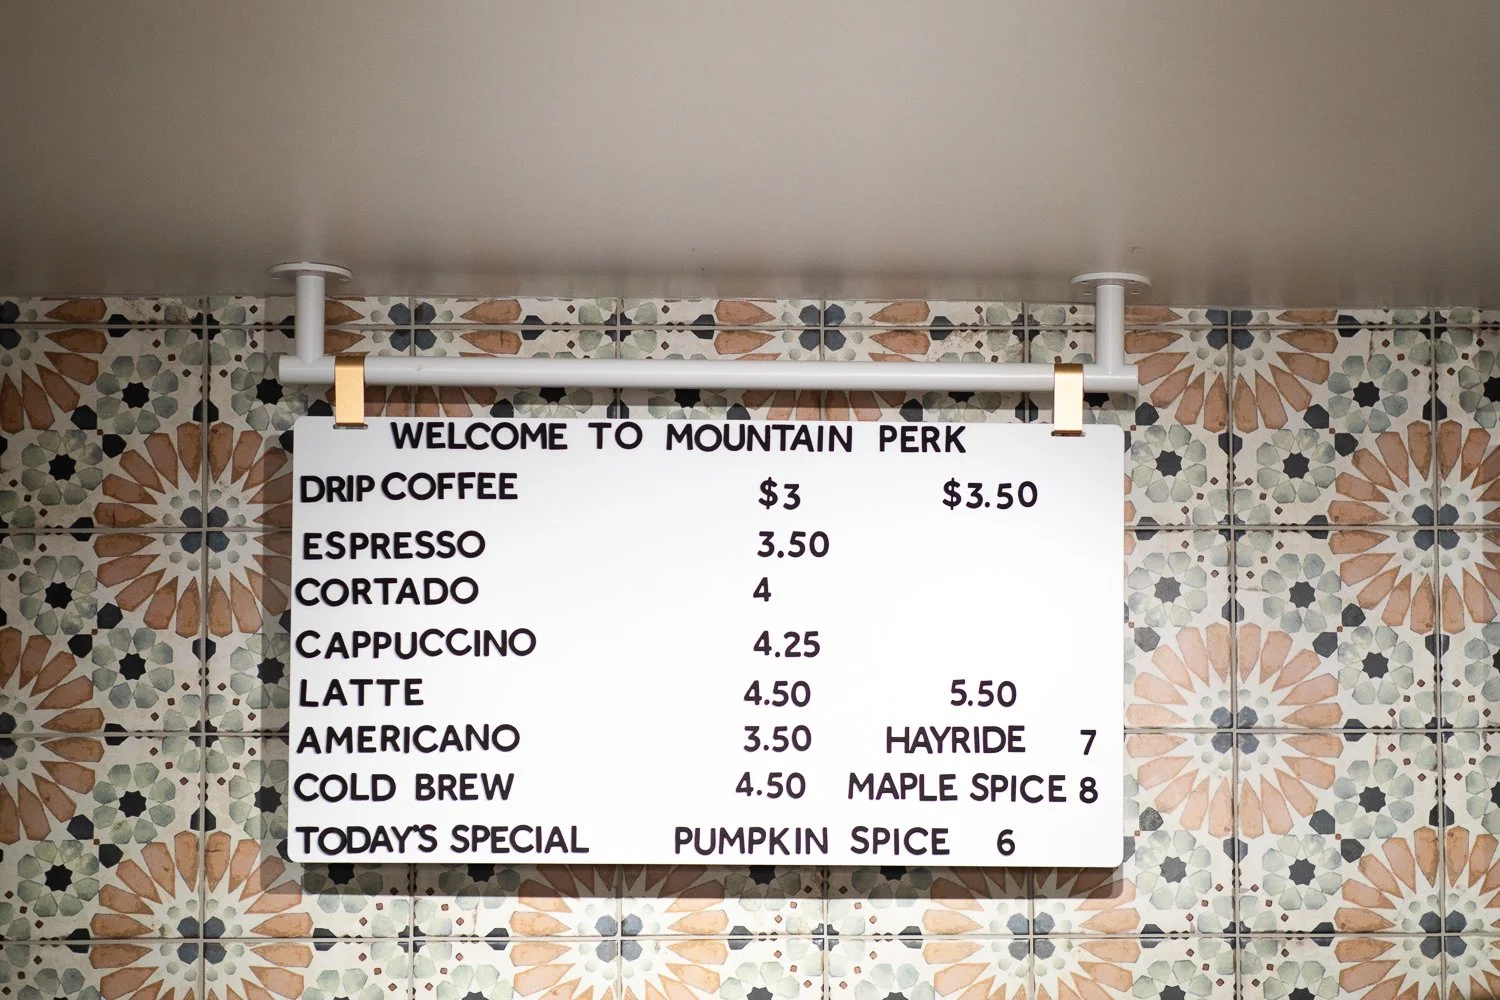 WELCOME TO MOUNTAIN PERK
DRIP COFFEE $3 $3.50
ESPRESSO 3.50
CORTADO 4
CAPPUCCINO 4.25
LATTE 4.50 5.50
AMERICANO 3.50 HAYRIDE 7
COLD BREW 4.50 MAPLE SPICE 8
TODAY'S SPECIAL PUMPKIN SPICE 6